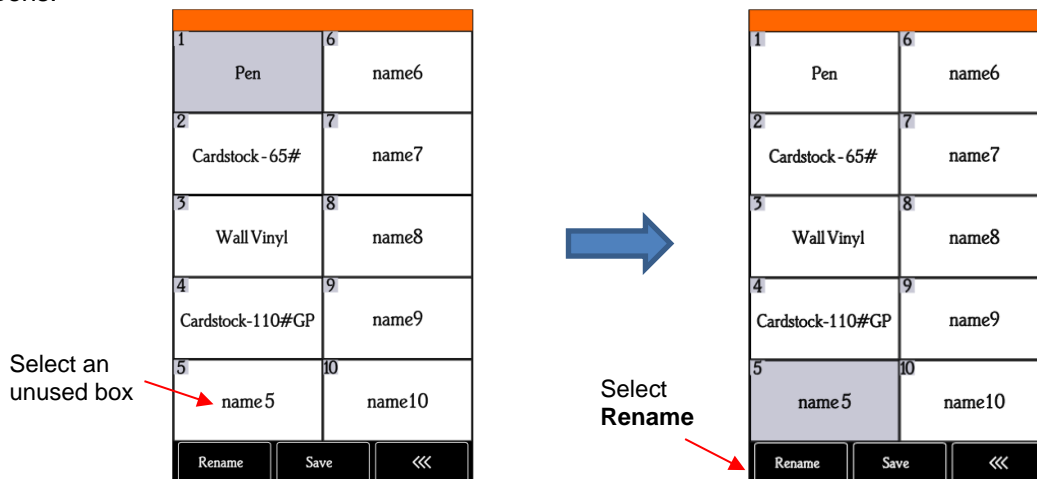 1
Pen
6
name6
2
Cardstock - 65#
7
name7
3
Wall Vinyl
8
name8
4
Cardstock-110#GP
9
name9
5
name 5
10
name10
Rename Save <<<
Select an
unused box
1
Pen
6
name6
2
Cardstock - 65#
7
name7
3
Wall Vinyl
8
name8
4
Cardstock-110#GP
9
name9
5
name 5
10
name10
Rename Save <<<
Select
Rename